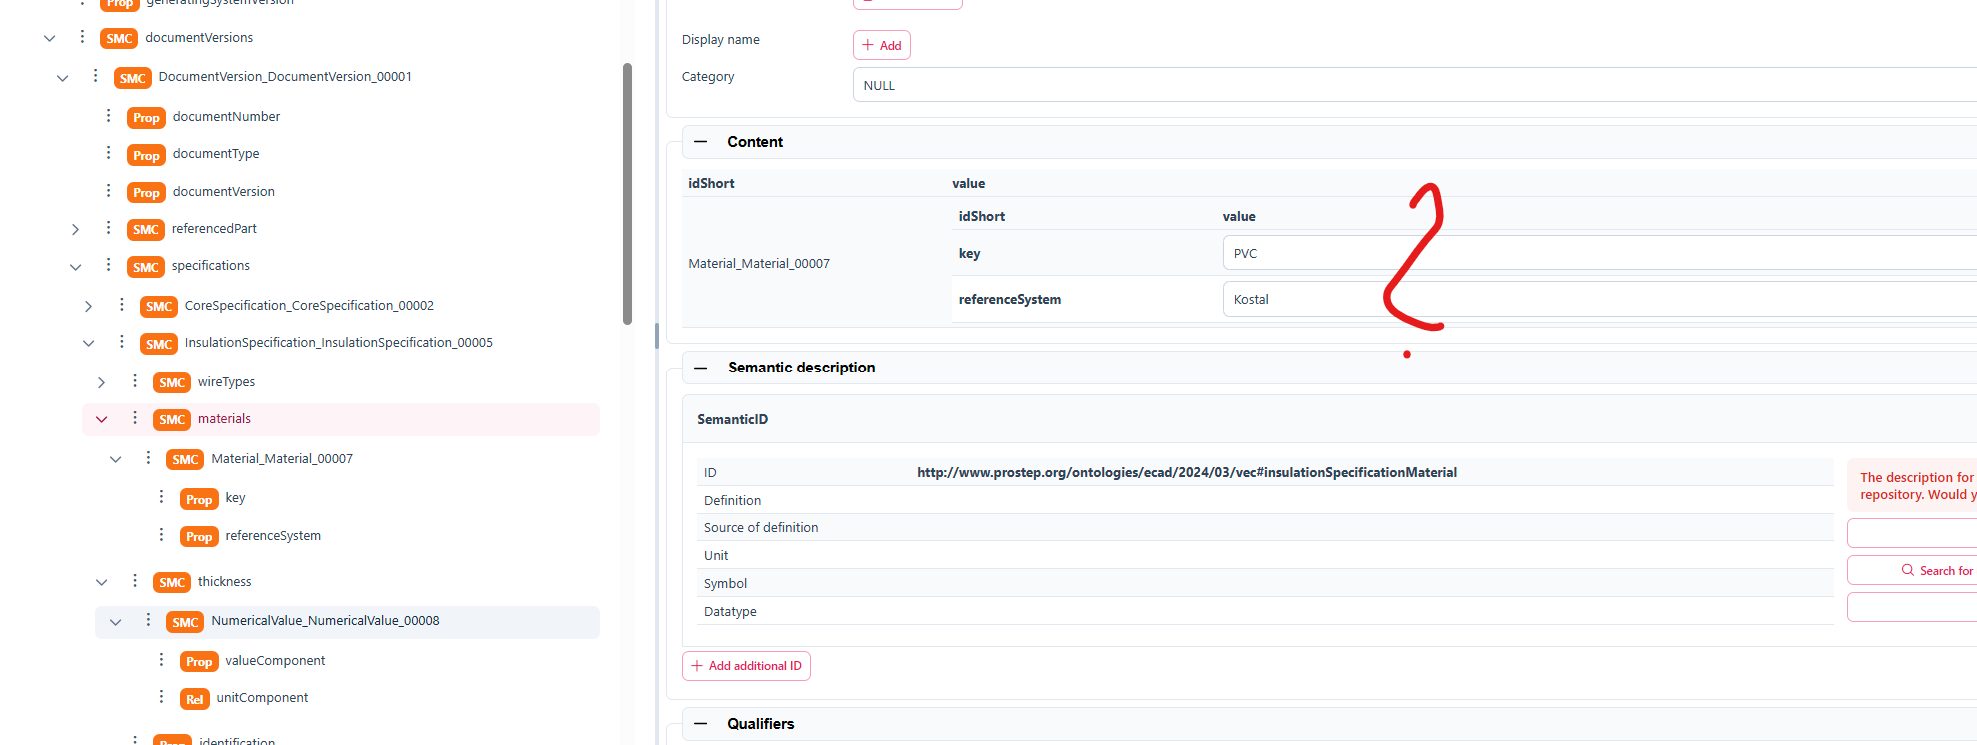 Prop generatingSystemVersion
SMC documentVersions
SMC DocumentVersion_DocumentVersion_00001
Prop documentNumber
Prop documentType
Prop documentVersion
SMC referencedPart
SMC specifications
SMC CoreSpecification_CoreSpecification_00002
SMC InsulationSpecification_InsulationSpecification_00005
SMC wireTypes
SMC materials
SMC Material_Material_00007
Prop key
Prop referenceSystem
SMC thickness
SMC NumericalValue_NumericalValue_00008
Prop valueComponent
Rel unitComponent
Prop identification
Display name
+ Add
Category
NULL
Content
idShort value
idShort value
Material_Material_00007
key PVC
referenceSystem Kostal
?
Semantic description
SemanticID
ID http://www.prostep.org/ontologies/ecad/2024/03/vec#insulationSpecificationMaterial
Definition
Source of definition
Unit
Symbol
Datatype
The description for
repository. Would y
Search for
+ Add additional ID
Qualifiers